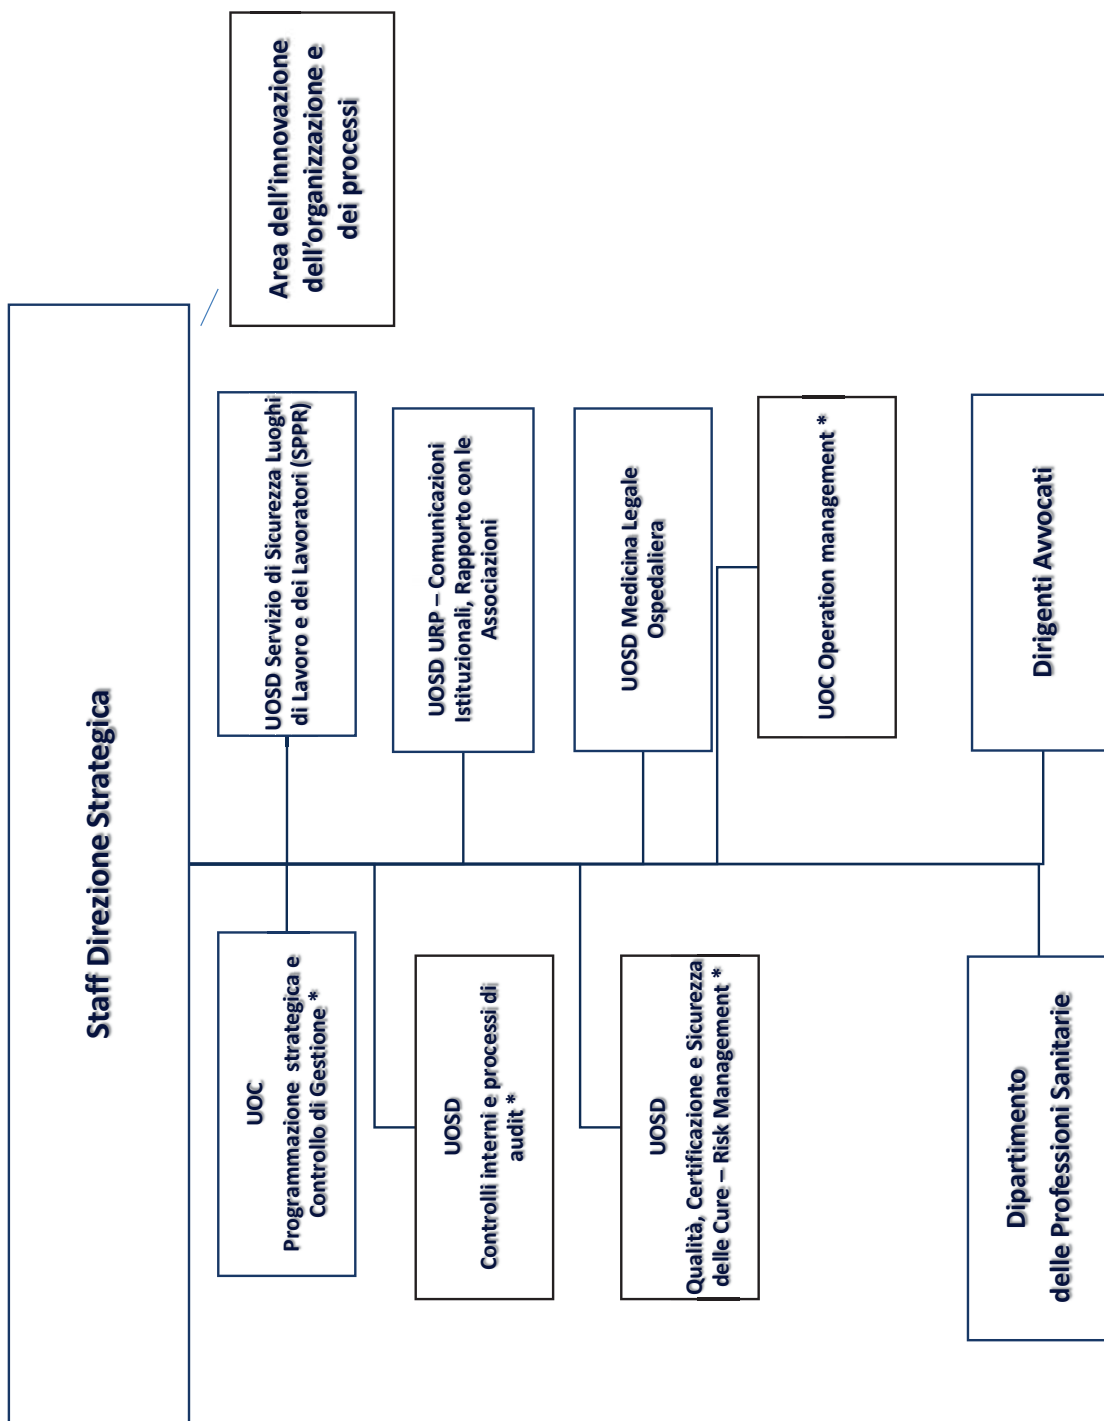 Staff Direzione Strategica
Area dell'innovazione
dell'organizzazione e
dei processi
UOC
Programmazione strategica e
Controllo di Gestione *
UOSD Servizio di Sicurezza Luoghi
di Lavoro e dei Lavoratori (SPPR)
UOSD
Controlli interni e processi di
audit *
UOSD URP – Comunicazioni
Istituzionali, Rapporto con le
Associazioni
UOSD
Qualità, Certificazione e Sicurezza
delle Cure – Risk Management *
UOSD Medicina Legale
Ospedaliera
UOC Operation management *
Dipartimento
delle Professioni Sanitarie
Dirigenti Avvocati